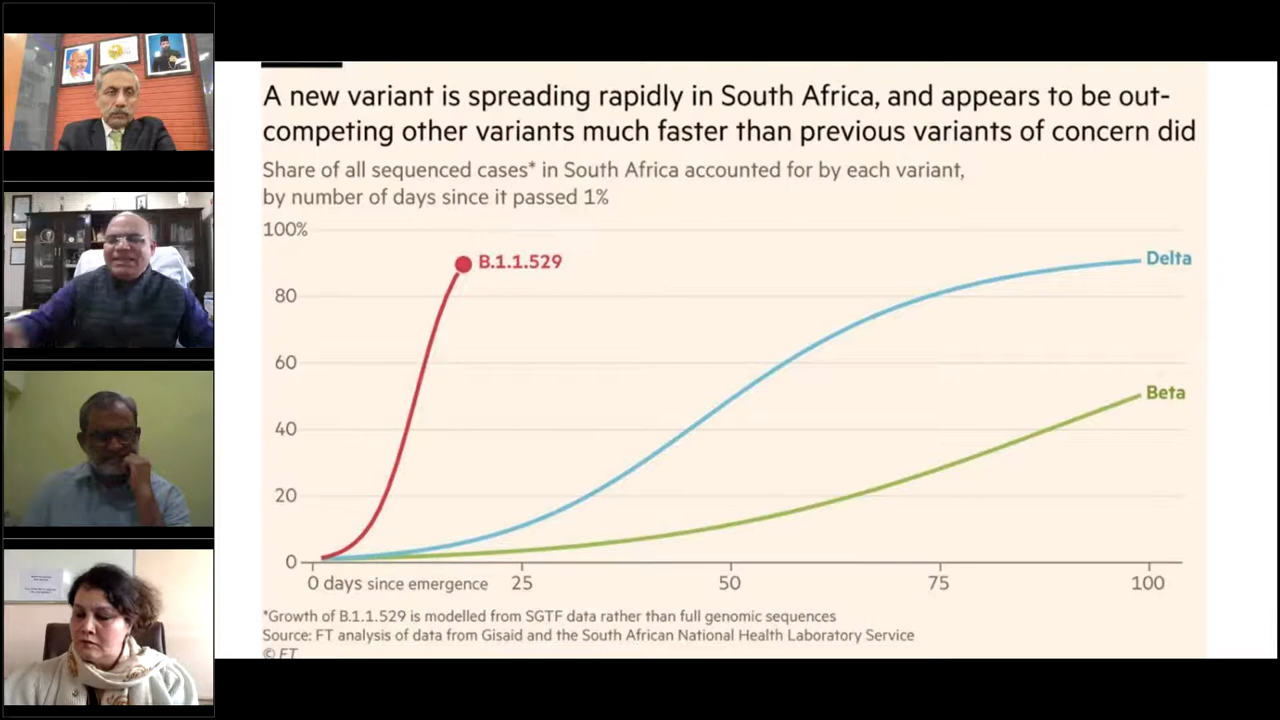 A new variant is spreading rapidly in South Africa, and appears to be out-
competing other variants much faster than previous variants of concern did
Share of all sequenced cases* in South Africa accounted for by each variant,
by number of days since it passed 1%
100%
B.1.1.529
Delta
80
60
Beta
40
20
0
0 days since emergence 25 50 75 100
*Growth of B.1.1.529 is modelled from SGTF data rather than full genomic sequences
Source: FT analysis of data from Gisaid and the South African National Health Laboratory Service
© FT